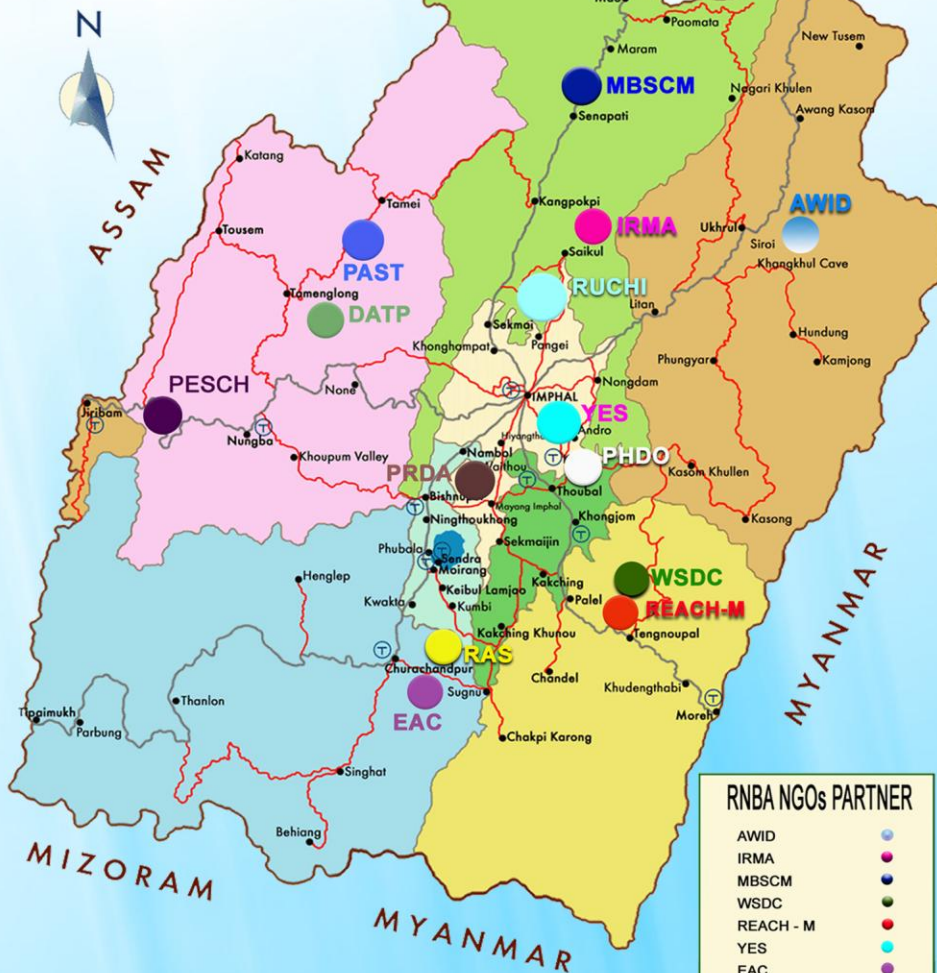 N
Paomata
New Tusem
Maram
MBSCM
Nagari Khulen
Senapati
Awang Kasom
ASSAM
Katang
Tamei
Kangpokpi
AWID
Tousem
IRMA
Ukhrul
Siroi
PAST
Saikul
Khangkhul Cave
RUCHI
Tamenglong
DATP
Litan
Sekmai
Pangei
Hundung
Khonghampat
Phungyar
Kamjong
PESCH
None
Nongdam
IMPHAL
Jiribam
YES
T
Nungba
T
T
Andro
Nambol
T
PHDO
Khoupum Valley
PRDA
Kasom Khullen
T
Thoubal
Bishnupur
T
Mayang Imphal
Ningthoukhong
Khongjom
Kasong
T
Sekmaijin
Phubala
T
T
Sendra
Moirang
Henglep
Kakching
WSDC
Keibul Lamjao
Kwakta
Kumbi
Palel
REACH-M
MYANMAR
Kakching Khunou
Tengnoupal
T
RAS
Churachandpur
Chandel
Sugnu
Khudengthabi
EAC
T
Thanlon
Moreh
Tipaimukh
Parbung
Chakpi Karong
Singhat
Behiang
MIZORAM
MYANMAR
RNBA NGOs PARTNER
AWID
IRMA
MBSCM
WSDC
REACH - M
YES
EAC